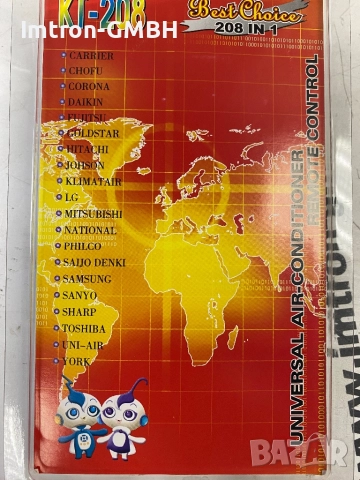 Imtron-GMBH
KT-208
Best Choice
208 IN 1
CARRIER
CHOFU
CORONA
DAIKIN
FUJITSU
GOLDSTAR
HITACHI
JOHSON
KLIMATAIR
LG
MITSUBISHI
NATIONAL
PHILCO
SAIJO DENKI
SAMSUNG
SANYO
SHARP
TOSHIBA
UNI-AIR
YORK
UNIVERSAL AIR-CONDITIONER
REMOTE CONTROL
www.imtron.
BAZAR